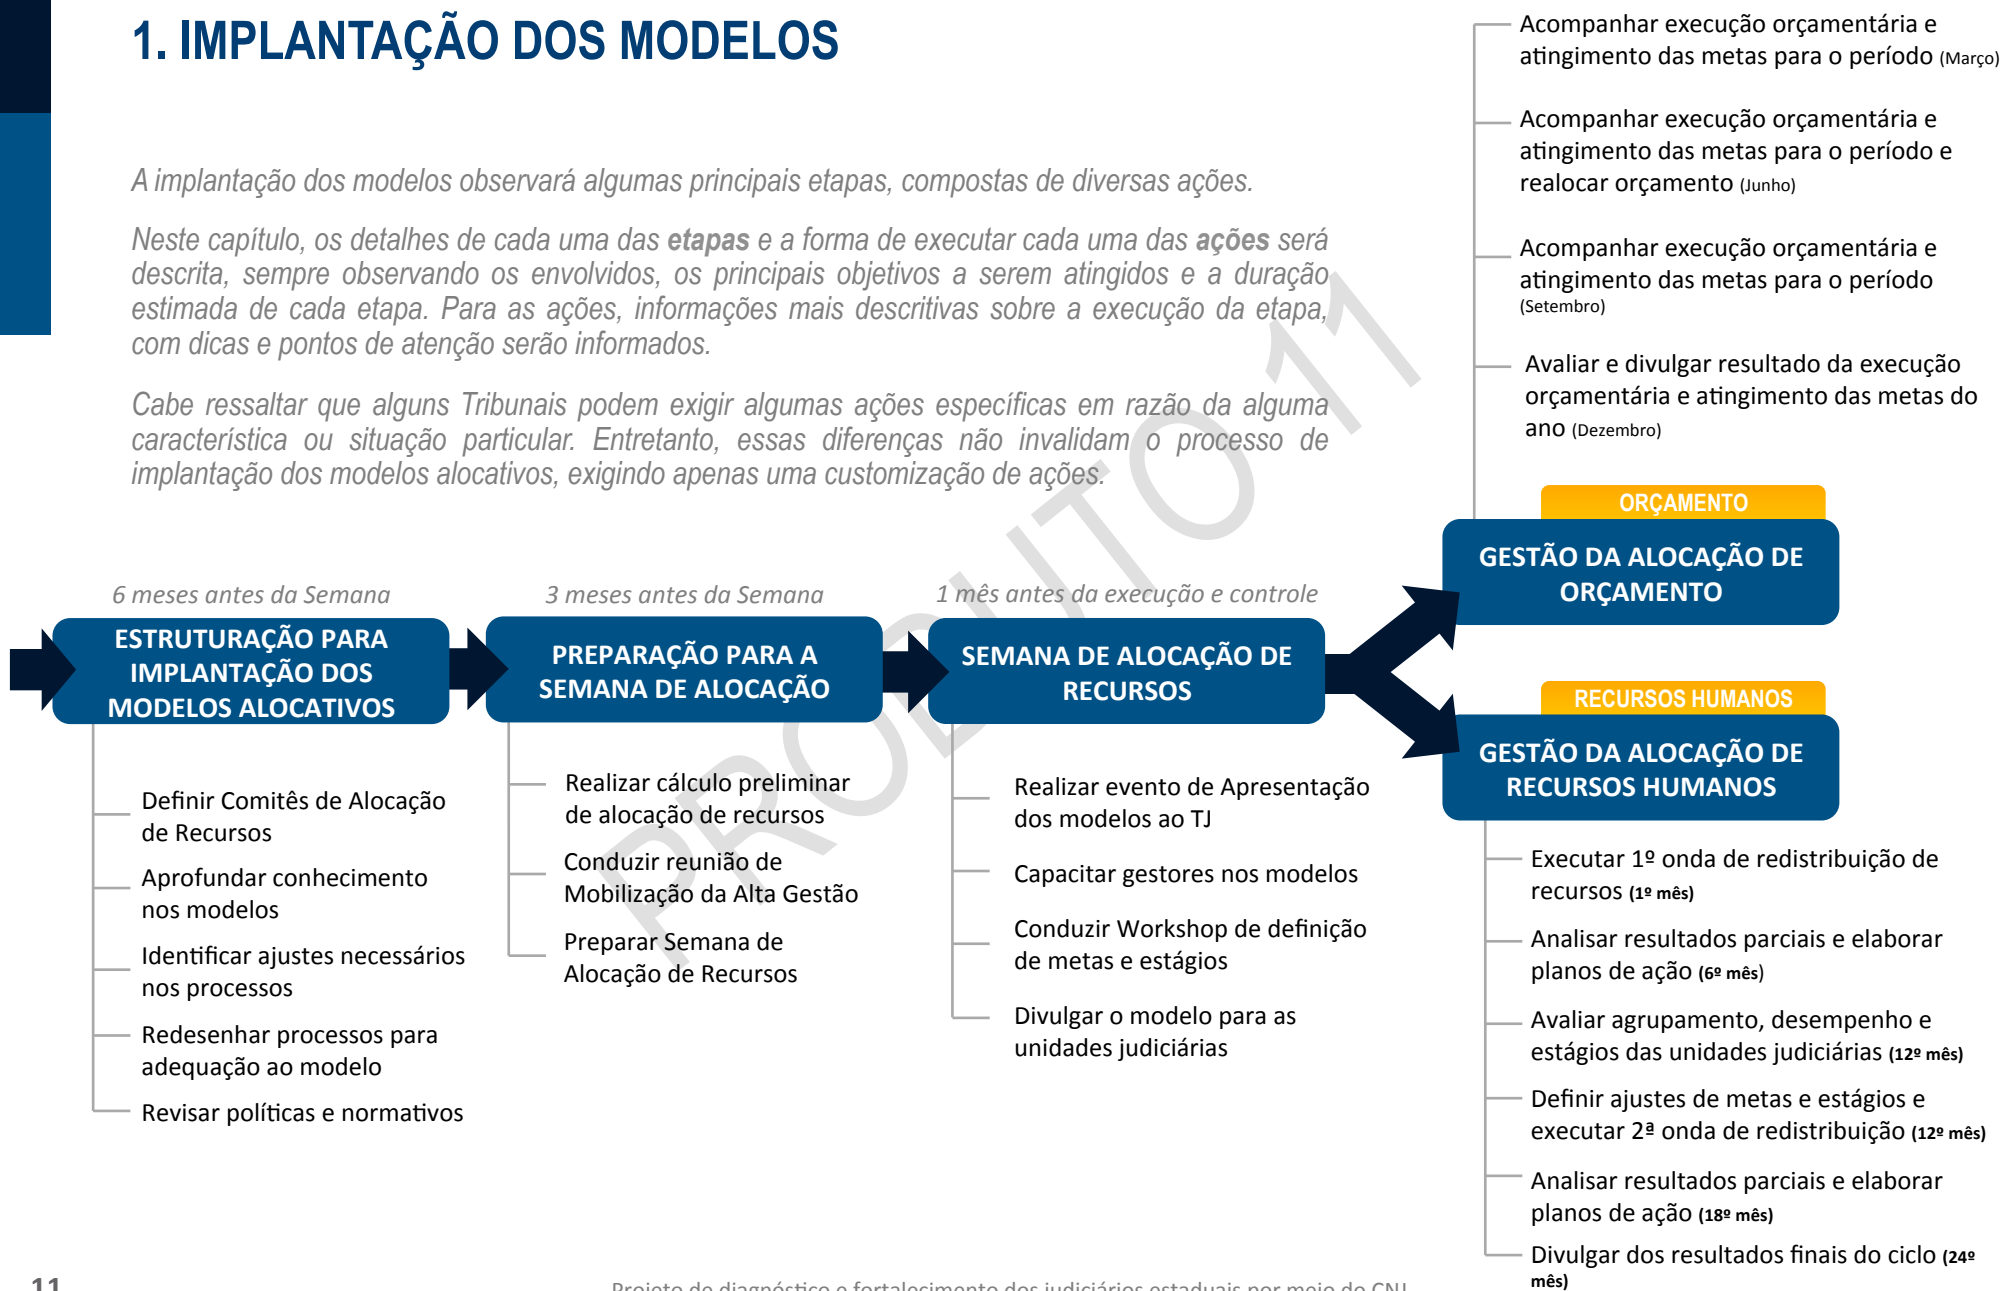 1. IMPLANTAÇÃO DOS MODELOS
A implantação dos modelos observará algumas principais etapas, compostas de diversas ações.
Neste capítulo, os detalhes de cada uma das etapas e a forma de executar cada uma das ações será
descrita, sempre observando os envolvidos, os principais objetivos a serem atingidos e a duração
estimada de cada etapa. Para as ações, informações mais descritivas sobre a execução da etapa,
com dicas e pontos de atenção serão informados.
Cabe ressaltar que alguns Tribunais podem exigir algumas ações específicas em razão da alguma
característica ou situação particular. Entretanto, essas diferenças não invalidam o processo de
implantação dos modelos alocativos, exigindo apenas uma customização de ações.
PRODUTO 11
6 meses antes da Semana
ESTRUTURAÇÃO PARA
IMPLANTAÇÃO DOS
MODELOS ALOCATIVOS
Definir Comitês de Alocação
de Recursos
Aprofundar conhecimento
nos modelos
Identificar ajustes necessários
nos processos
Redesenhar processos para
adequação ao modelo
Revisar políticas e normativos
3 meses antes da Semana
PREPARAÇÃO PARA A
SEMANA DE ALOCAÇÃO
Realizar cálculo preliminar
de alocação de recursos
Conduzir reunião de
Mobilização da Alta Gestão
Preparar Semana de
Alocação de Recursos
1 mês antes da execução e controle
SEMANA DE ALOCAÇÃO DE
RECURSOS
Realizar evento de Apresentação
dos modelos ao TJ
Capacitar gestores nos modelos
Conduzir Workshop de definição
de metas e estágios
Divulgar o modelo para as
unidades judiciárias
Acompanhar execução orçamentária e
atingimento das metas para o período (Março)
Acompanhar execução orçamentária e
atingimento das metas para o período e
realocar orçamento (Junho)
Acompanhar execução orçamentária e
atingimento das metas para o período
(Setembro)
Avaliar e divulgar resultado da execução
orçamentária e atingimento das metas do
ano (Dezembro)
ORÇAMENTO
GESTÃO DA ALOCAÇÃO DE
ORÇAMENTO
RECURSOS HUMANOS
GESTÃO DA ALOCAÇÃO DE
RECURSOS HUMANOS
Executar 1º onda de redistribuição de
recursos (1º mês)
Analisar resultados parciais e elaborar
planos de ação (6º mês)
Avaliar agrupamento, desempenho e
estágios das unidades judiciárias (12º mês)
Definir ajustes de metas e estágios e
executar 2ª onda de redistribuição (12º mês)
Analisar resultados parciais e elaborar
planos de ação (18º mês)
Divulgar dos resultados finais do ciclo (24º
mês)
11
Projeto de diagnóstico e fortalecimento dos judiciários estaduais por meio do CNJ